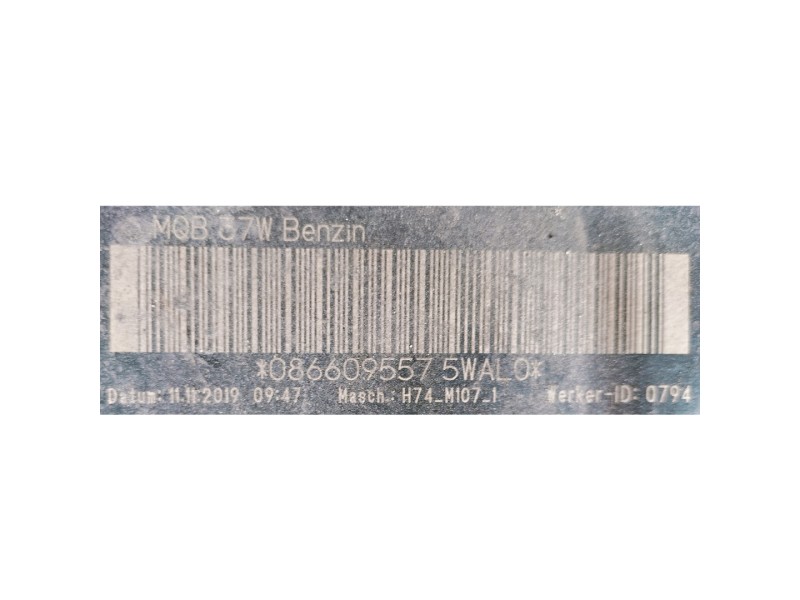 MQB 37W Benzin
*086609557 5WAL0*
Datum: 11.11.2019 09:47 Masch.: H74_M107_1 Werker-ID: 0794